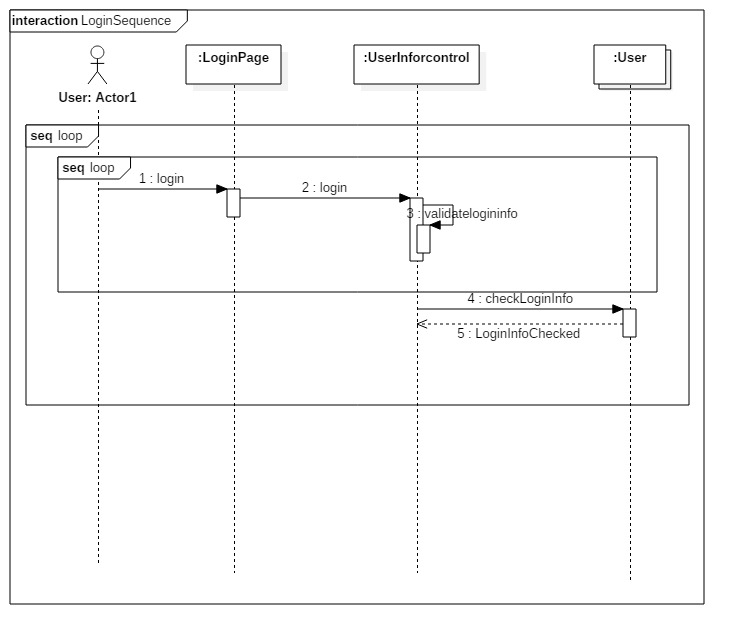 interaction LoginSequence
User: Actor1
:LoginPage
:UserInforcontrol
:User
seq loop
seq loop
1 : login
2 : login
3 : validatelogininfo
4 : checkLoginInfo
5 : LoginInfoChecked